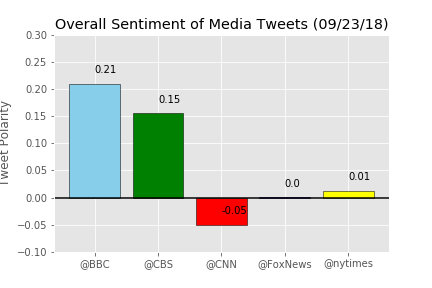 Overall Sentiment of Media Tweets (09/23/18)
Tweet Polarity
0.30
0.25
0.20
0.15
0.10
0.05
0.00
−0.05
−0.10
0.21
0.15
-0.05
0.0
0.01
@BBC
@CBS
@CNN
@FoxNews
@nytimes